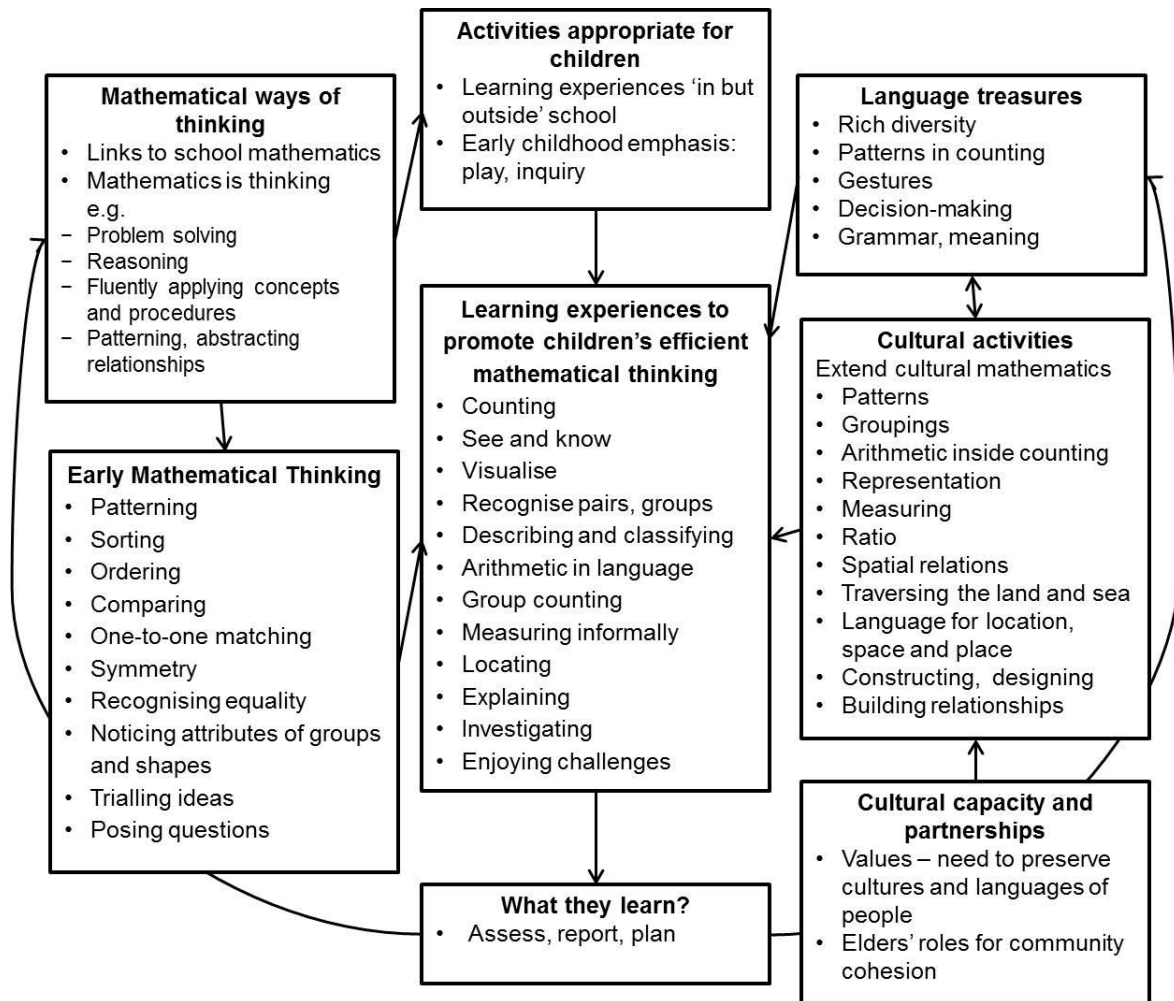 Mathematical ways of
thinking
• Links to school mathematics
• Mathematics is thinking
e.g.
− Problem solving
− Reasoning
− Fluently applying concepts
and procedures
− Patterning, abstracting
relationships
Early Mathematical Thinking
• Patterning
• Sorting
• Ordering
• Comparing
• One-to-one matching
• Symmetry
• Recognising equality
• Noticing attributes of groups
and shapes
• Trialling ideas
• Posing questions
Activities appropriate for
children
• Learning experiences ‘in but
outside’ school
• Early childhood emphasis:
play, inquiry
Learning experiences to
promote children’s efficient
mathematical thinking
• Counting
• See and know
• Visualise
• Recognise pairs, groups
• Describing and classifying
• Arithmetic in language
• Group counting
• Measuring informally
• Locating
• Explaining
• Investigating
• Enjoying challenges
What they learn?
• Assess, report, plan
Language treasures
• Rich diversity
• Patterns in counting
• Gestures
• Decision-making
• Grammar, meaning
Cultural activities
Extend cultural mathematics
• Patterns
• Groupings
• Arithmetic inside counting
• Representation
• Measuring
• Ratio
• Spatial relations
• Traversing the land and sea
• Language for location,
space and place
• Constructing, designing
• Building relationships
Cultural capacity and
partnerships
• Values – need to preserve
cultures and languages of
people
• Elders’ roles for community
cohesion